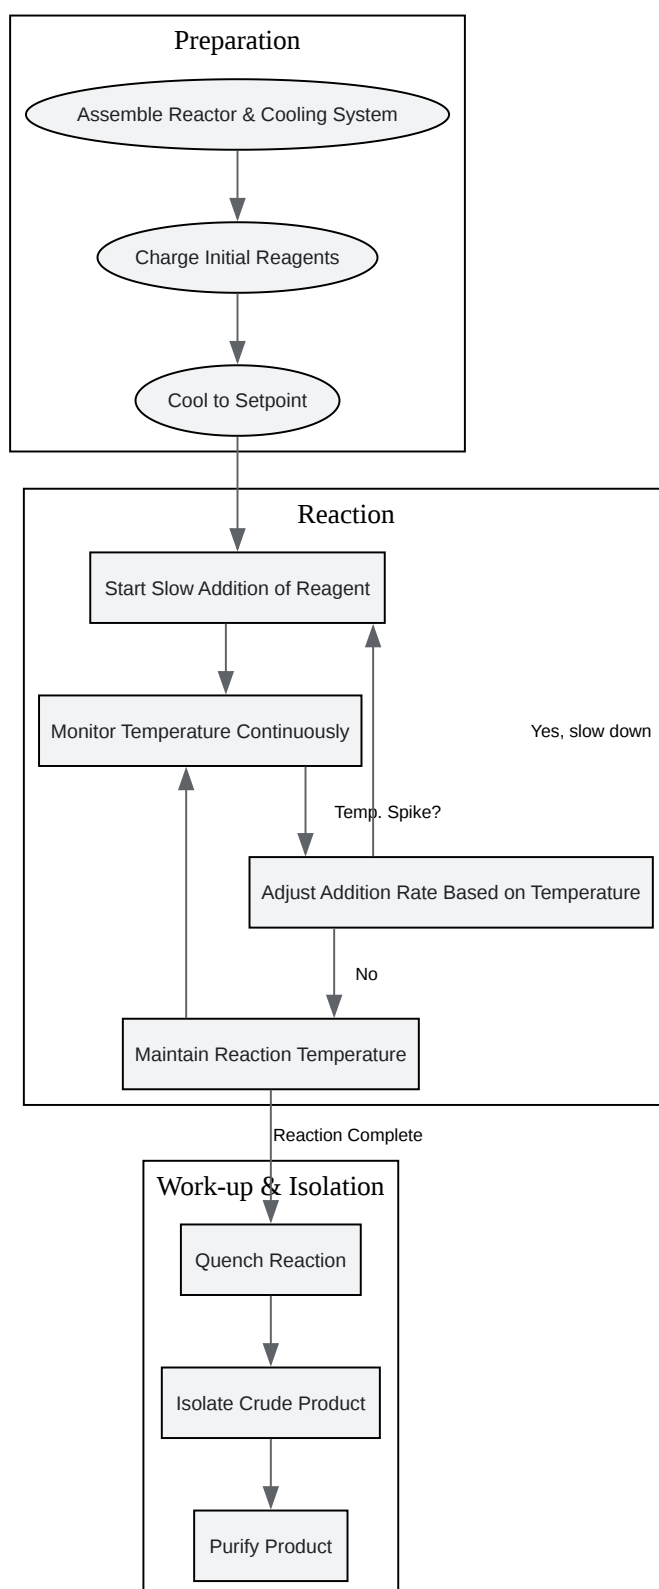 Preparation
Assemble Reactor & Cooling System
Charge Initial Reagents
Cool to Setpoint
Reaction
Start Slow Addition of Reagent
Monitor Temperature Continuously
Yes, slow down
Temp. Spike?
Adjust Addition Rate Based on Temperature
No
Maintain Reaction Temperature
Reaction Complete
Work-up & Isolation
Quench Reaction
Isolate Crude Product
Purify Product